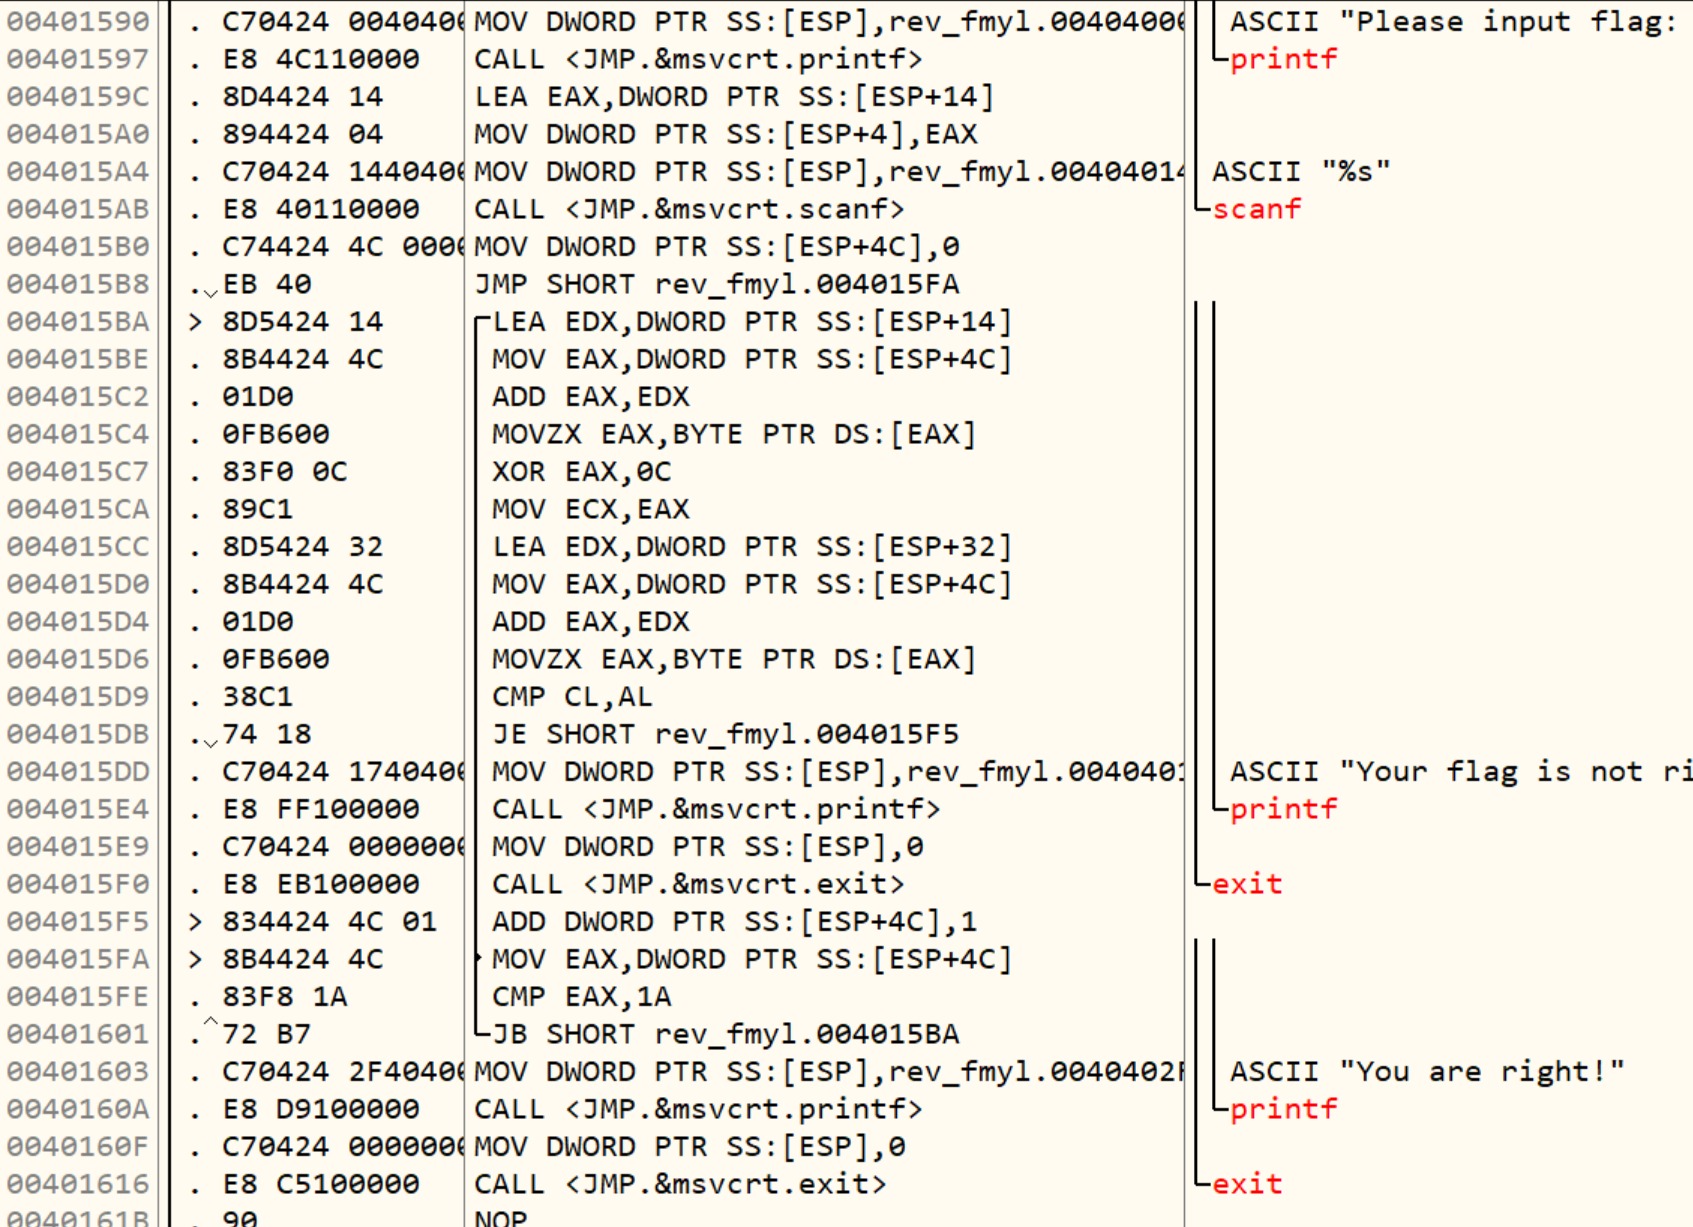 00401590 . C70424 0040400 MOV DWORD PTR SS:[ESP],rev_fmyl.00404000 ASCII "Please input flag:
00401597 . E8 4C110000 CALL <JMP.&msvcrt.printf> printf
0040159C . 8D4424 14 LEA EAX,DWORD PTR SS:[ESP+14]
004015A0 . 894424 04 MOV DWORD PTR SS:[ESP+4],EAX
004015A4 . C70424 1440400 MOV DWORD PTR SS:[ESP],rev_fmyl.00404014 ASCII "%s"
004015AB . E8 40110000 CALL <JMP.&msvcrt.scanf> scanf
004015B0 . C74424 4C 0000 MOV DWORD PTR SS:[ESP+4C],0
004015B8 . EB 40 JMP SHORT rev_fmyl.004015FA
004015BA > 8D5424 14 LEA EDX,DWORD PTR SS:[ESP+14]
004015BE . 8B4424 4C MOV EAX,DWORD PTR SS:[ESP+4C]
004015C2 . 01D0 ADD EAX,EDX
004015C4 . 0FB600 MOVZX EAX,BYTE PTR DS:[EAX]
004015C7 . 83F0 0C XOR EAX,0C
004015CA . 89C1 MOV ECX,EAX
004015CC . 8D5424 32 LEA EDX,DWORD PTR SS:[ESP+32]
004015D0 . 8B4424 4C MOV EAX,DWORD PTR SS:[ESP+4C]
004015D4 . 01D0 ADD EAX,EDX
004015D6 . 0FB600 MOVZX EAX,BYTE PTR DS:[EAX]
004015D9 . 38C1 CMP CL,AL
004015DB . 74 18 JE SHORT rev_fmyl.004015F5
004015DD . C70424 1740400 MOV DWORD PTR SS:[ESP],rev_fmyl.0040401 ASCII "Your flag is not ri
004015E4 . E8 FF100000 CALL <JMP.&msvcrt.printf> printf
004015E9 . C70424 0000000 MOV DWORD PTR SS:[ESP],0
004015F0 . E8 EB100000 CALL <JMP.&msvcrt.exit> exit
004015F5 > 834424 4C 01 ADD DWORD PTR SS:[ESP+4C],1
004015FA > 8B4424 4C MOV EAX,DWORD PTR SS:[ESP+4C]
004015FE . 83F8 1A CMP EAX,1A
00401601 .^ 72 B7 JB SHORT rev_fmyl.004015BA
00401603 . C70424 2F40400 MOV DWORD PTR SS:[ESP],rev_fmyl.0040402F ASCII "You are right!"
0040160A . E8 D9100000 CALL <JMP.&msvcrt.printf> printf
0040160F . C70424 0000000 MOV DWORD PTR SS:[ESP],0
00401616 . E8 C5100000 CALL <JMP.&msvcrt.exit> exit
0040161B . 90 NOP